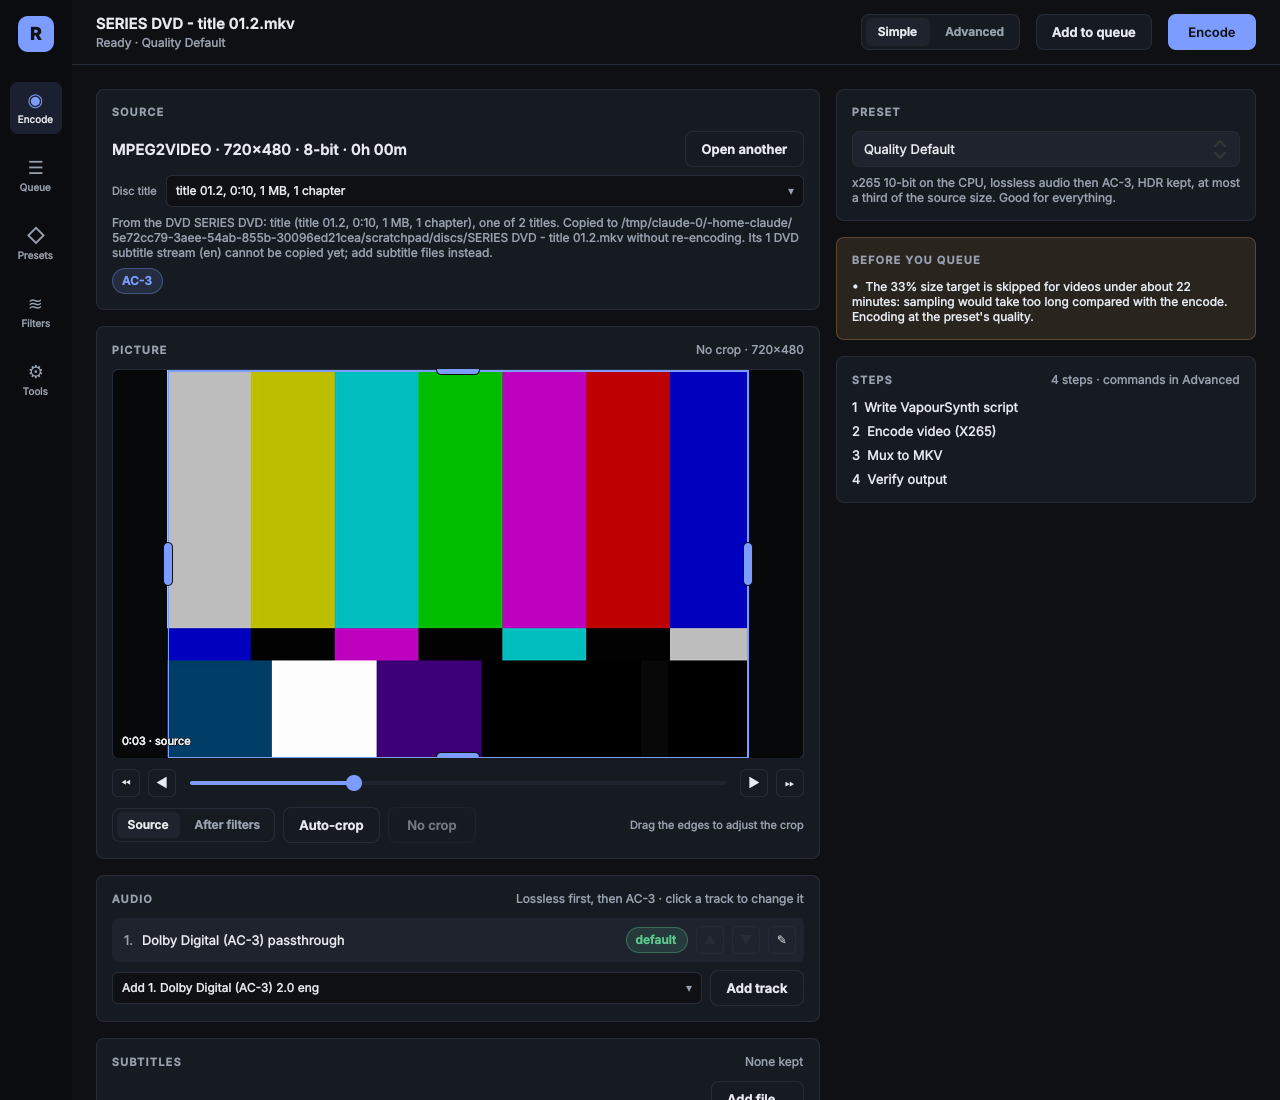 R
SERIES DVD - title 01.2.mkv
Ready · Quality Default
Simple
Advanced
Add to queue
Encode
Encode
Queue
Presets
Filters
Tools
SOURCE
MPEG2VIDEO · 720×480 · 8-bit · 0h 00m
Open another
Disc title
title 01.2, 0:10, 1 MB, 1 chapter
From the DVD SERIES DVD: title (title 01.2, 0:10, 1 MB, 1 chapter), one of 2 titles. Copied to /tmp/claude-0/-home-claude/
5e72cc79-3aee-54ab-855b-30096ed21cea/scratchpad/discs/SERIES DVD - title 01.2.mkv without re-encoding. Its 1 DVD
subtitle stream (en) cannot be copied yet; add subtitle files instead.
AC-3
PICTURE
No crop · 720×480
0:03 · source
Source
After filters
Auto-crop
No crop
Drag the edges to adjust the crop
AUDIO
Lossless first, then AC-3 · click a track to change it
1. Dolby Digital (AC-3) passthrough
default
Add 1. Dolby Digital (AC-3) 2.0 eng
Add track
SUBTITLES
None kept
Add file
PRESET
Quality Default
x265 10-bit on the CPU, lossless audio then AC-3, HDR kept, at most
a third of the source size. Good for everything.
BEFORE YOU QUEUE
• The 33% size target is skipped for videos under about 22
minutes: sampling would take too long compared with the encode.
Encoding at the preset's quality.
STEPS
4 steps · commands in Advanced
1 Write VapourSynth script
2 Encode video (X265)
3 Mux to MKV
4 Verify output